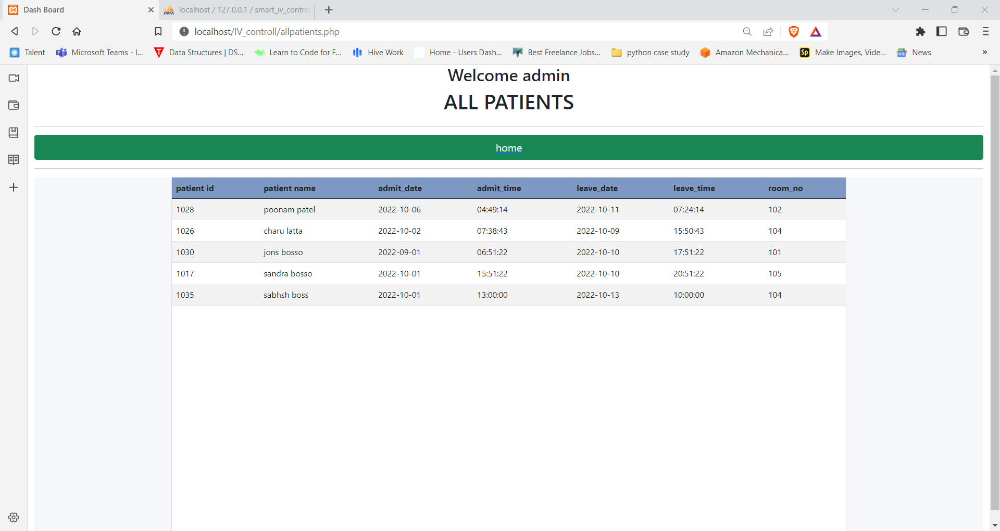 Dash Board
localhost / 127.0.0.1 / smart_iv_contro
localhost/IV_controll/allpatients.php
Talent Microsoft Teams - I... Data Structures | DS... Learn to Code for F... Hive Work Home - Users Dash... Best Freelance Jobs... python case study Amazon Mechanica... Sp Make Images, Vide... News »
Welcome admin
ALL PATIENTS
home
patient id patient name admit_date admit_time leave_date leave_time room_no
1028 poonam patel 2022-10-06 04:49:14 2022-10-11 07:24:14 102
1026 charu latta 2022-10-02 07:38:43 2022-10-09 15:50:43 104
1030 jons bosso 2022-09-01 06:51:22 2022-10-10 17:51:22 101
1017 sandra bosso 2022-10-01 15:51:22 2022-10-10 20:51:22 105
1035 sabhsh boss 2022-10-01 13:00:00 2022-10-13 10:00:00 104